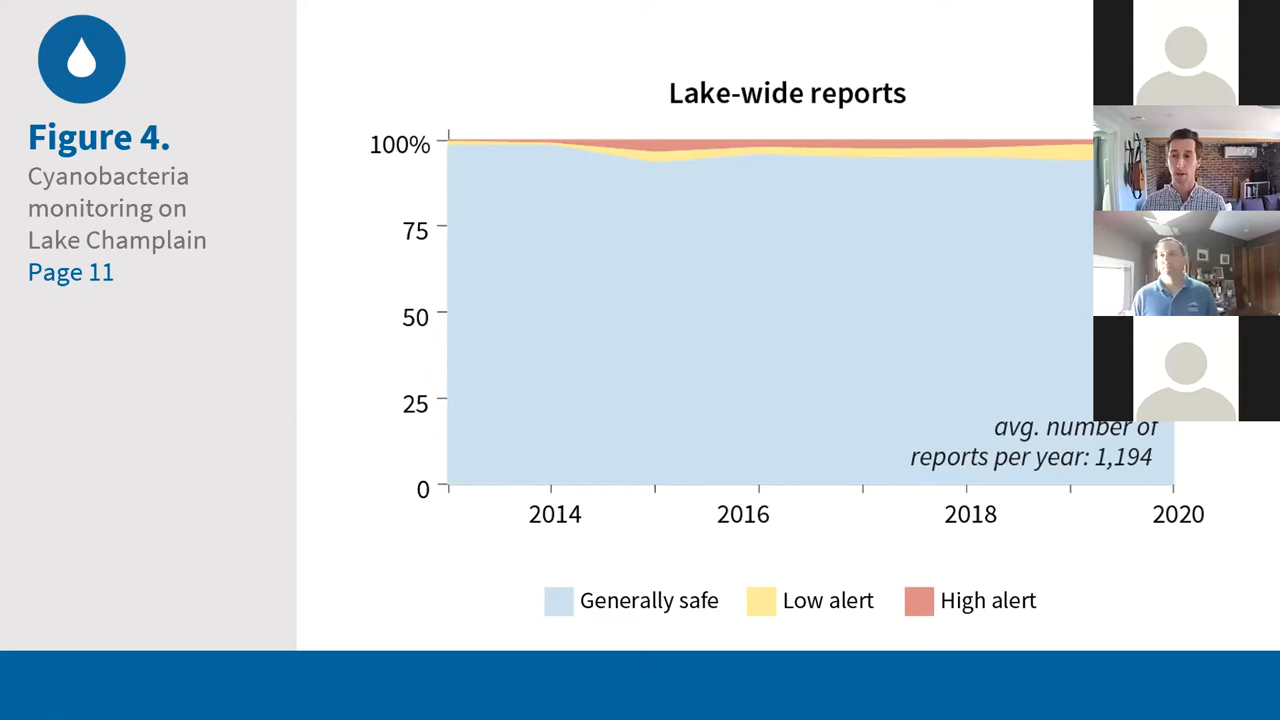 Figure 4.
Cyanobacteria
monitoring on
Lake Champlain
Page 11
Lake-wide reports
100%
75
50
25
0
avg. number of
reports per year: 1,194
2014
2016
2018
2020
Generally safe
Low alert
High alert